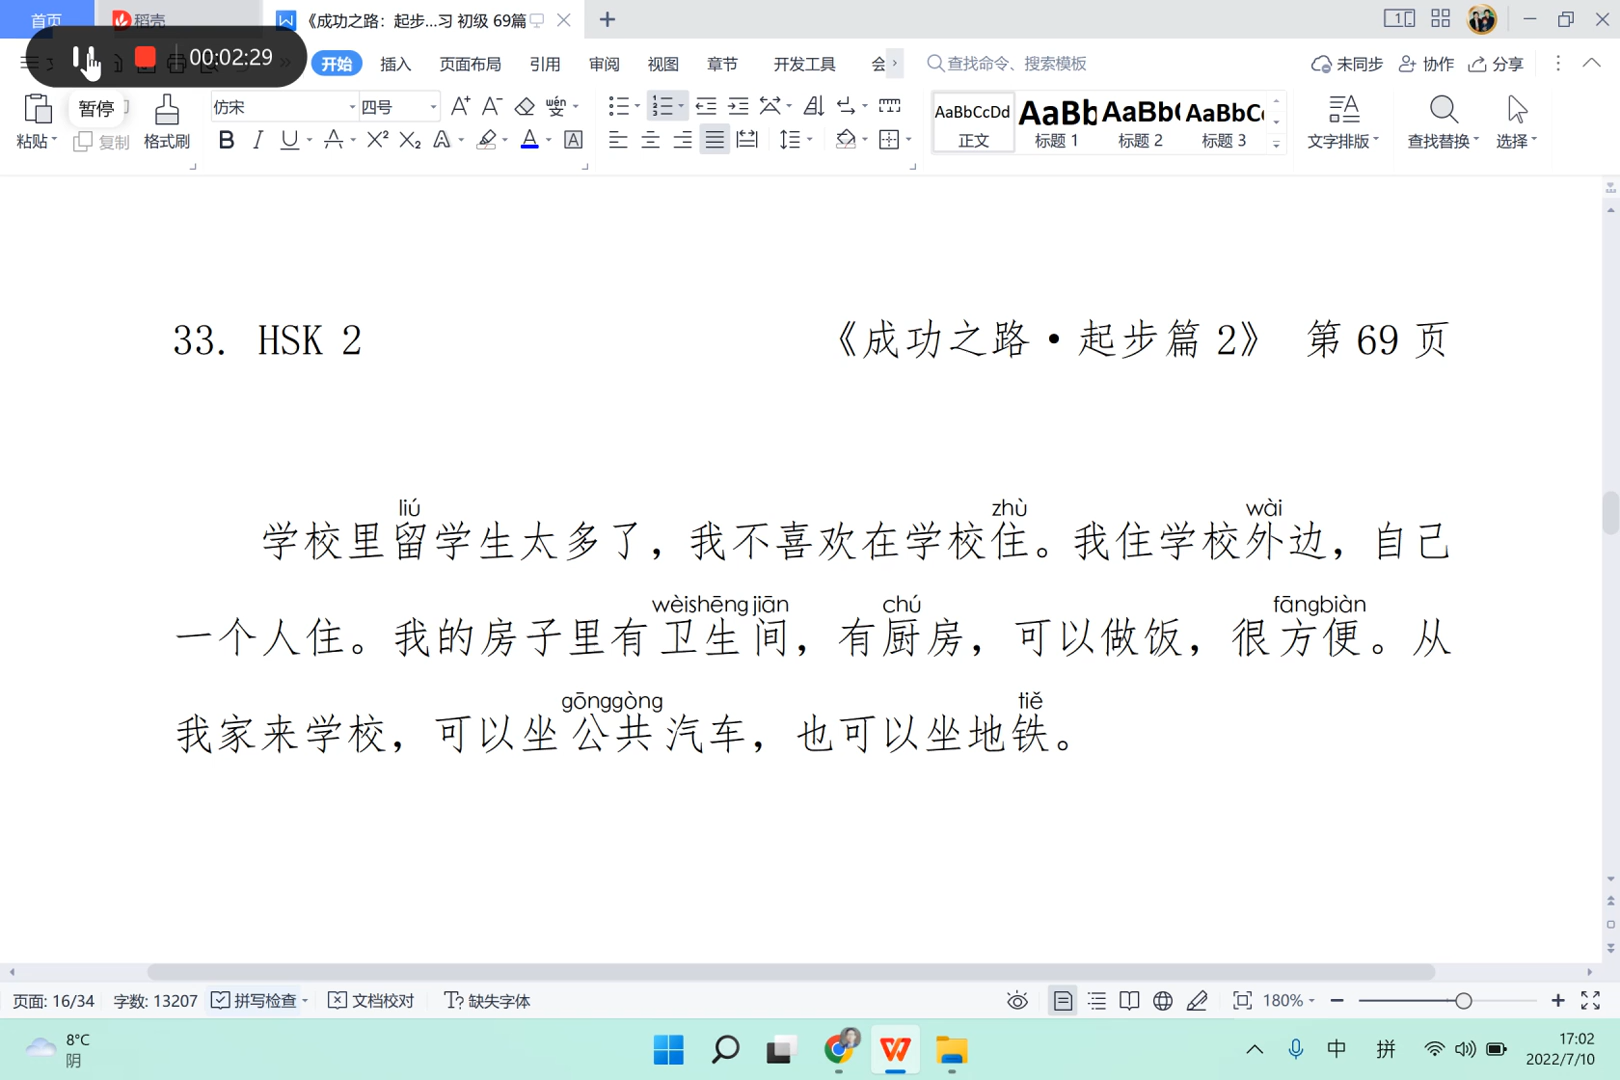 首页
稻壳
《成功之路：起步...习 初级 69篇
00:02:29
开始 插入 页面布局 引用 审阅 视图 章节 开发工具 会
查找命令、搜索模板
未同步 协作 分享
暂停
粘贴 复制 格式刷
仿宋 四号
AaBbCcDd 正文
AaBb 标题 1
AaBb( 标题 2
AaBbC 标题 3
文字排版 查找替换 选择
33. HSK 2 《成功之路·起步篇 2》 第 69 页
liú zhù wài
学校里留学生太多了，我不喜欢在学校住。我住学校外边，自己
wèishēngjiān chú fāngbiàn
一个人住。我的房子里有卫生间，有厨房，可以做饭，很方便。从
gōnggòng tiě
我家来学校，可以坐公共汽车，也可以坐地铁。
页面: 16/34 字数: 13207 拼写检查 文档校对 缺失字体 180%
8°C
阴
中 拼
17:02
2022/7/10